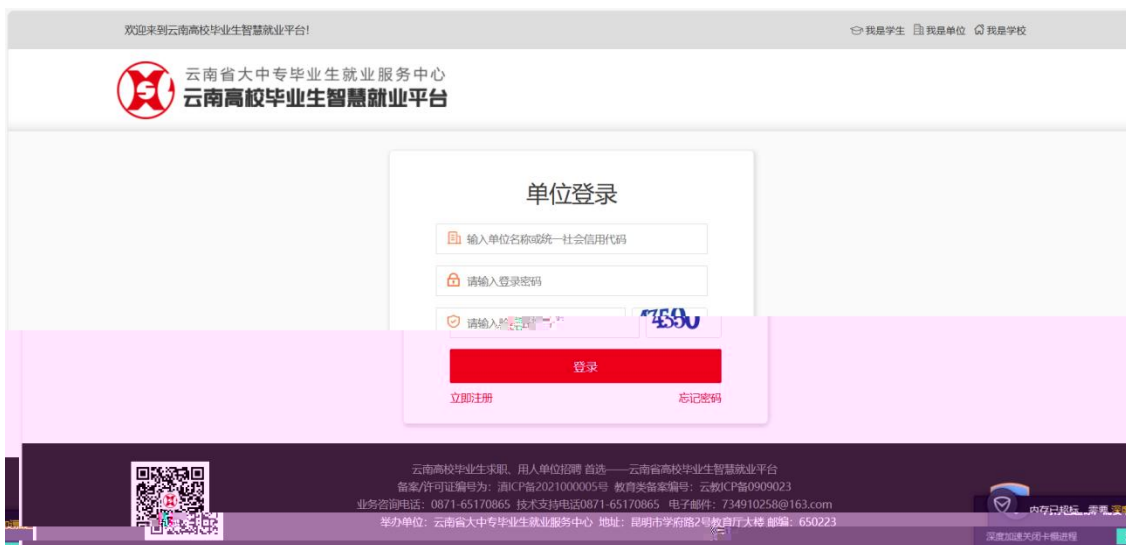 欢迎来到云南高校毕业生智慧就业平台!
我是学生 我是单位 我是学校
云南省大中专毕业生就业服务中心
云南高校毕业生智慧就业平台
单位登录
输入单位名称或统一社会信用代码
请输入登录密码
请输入
登录
立即注册 忘记密码
云南高校毕业生求职、用人单位招聘 首选——云南省高校毕业生智慧就业平台
备案/许可证编号为:滇ICP备2021000005号 教育类备案编号:云教ICP备0909023
业务咨询电话:0871-65170865 技术支持电话0871-65170865 电子邮件:734910258@163.com
举办单位:云南省大中专毕业生就业服务中心 地址:昆明市学府路2号教育厅大楼 邮编:650223
内存已超标,需要
深度加速关闭卡慢进程